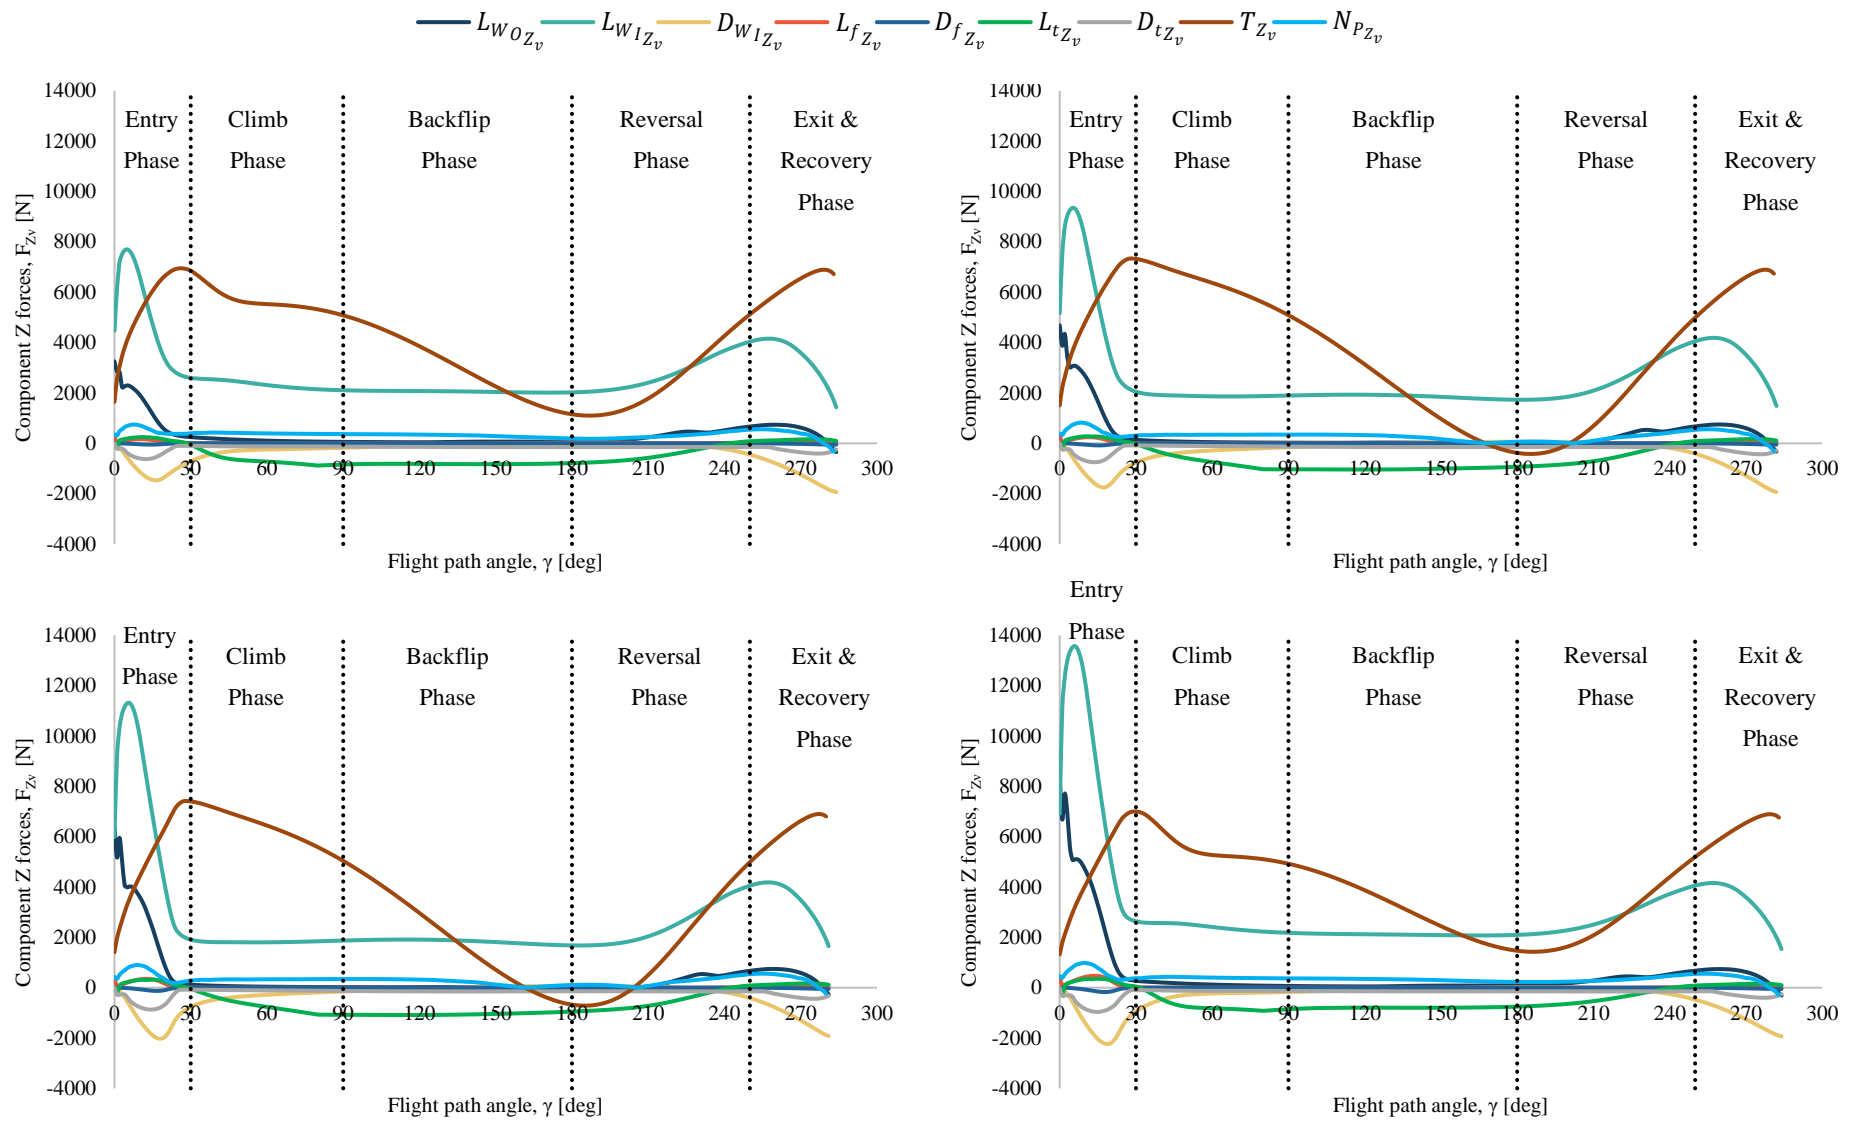 L_{W_{O_{Z_v}}} L_{W_{I_{Z_v}}} D_{W_{I_{Z_v}}} L_{f_{Z_v}} D_{f_{Z_v}} L_{t_{Z_v}} D_{t_{Z_v}} T_{Z_v} N_{P_{Z_v}}
Component Z forces, F_{Zv} [N]
14000
12000
10000
8000
6000
4000
2000
0
-2000
-4000
Entry
Phase
Climb
Phase
Backflip
Phase
Reversal
Phase
Exit &
Recovery
Phase
0 30 60 90 120 150 180 210 240 270 300
Flight path angle, γ [deg]
Component Z forces, F_{Zv} [N]
14000
12000
10000
8000
6000
4000
2000
0
-2000
-4000
Entry
Phase
Climb
Phase
Backflip
Phase
Reversal
Phase
Exit &
Recovery
Phase
0 30 60 90 120 150 180 210 240 270 300
Flight path angle, γ [deg]
Component Z forces, F_{Zv} [N]
14000
12000
10000
8000
6000
4000
2000
0
-2000
-4000
Entry
Phase
Climb
Phase
Backflip
Phase
Reversal
Phase
Exit &
Recovery
Phase
0 30 60 90 120 150 180 210 240 270 300
Flight path angle, γ [deg]
Component Z forces, F_{Zv} [N]
14000
12000
10000
8000
6000
4000
2000
0
-2000
-4000
Entry
Phase
Climb
Phase
Backflip
Phase
Reversal
Phase
Exit &
Recovery
Phase
0 30 60 90 120 150 180 210 240 270 300
Flight path angle, γ [deg]